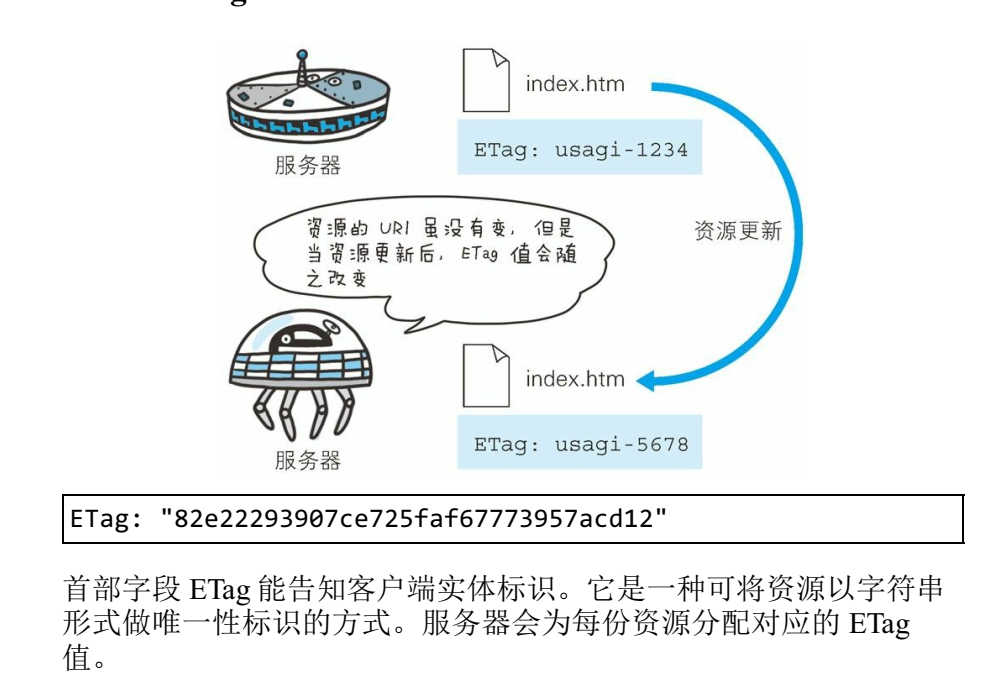 index.htm
ETag: usagi-1234
服务器
资源更新
资源的 URI 虽没有变，但是
当资源更新后，ETag 值会随
之改变
index.htm
ETag: usagi-5678
服务器
ETag: "82e22293907ce725faf67773957acd12"
首部字段 ETag 能告知客户端实体标识。它是一种可将资源以字符串
形式做唯一性标识的方式。服务器会为每份资源分配对应的 ETag
值。